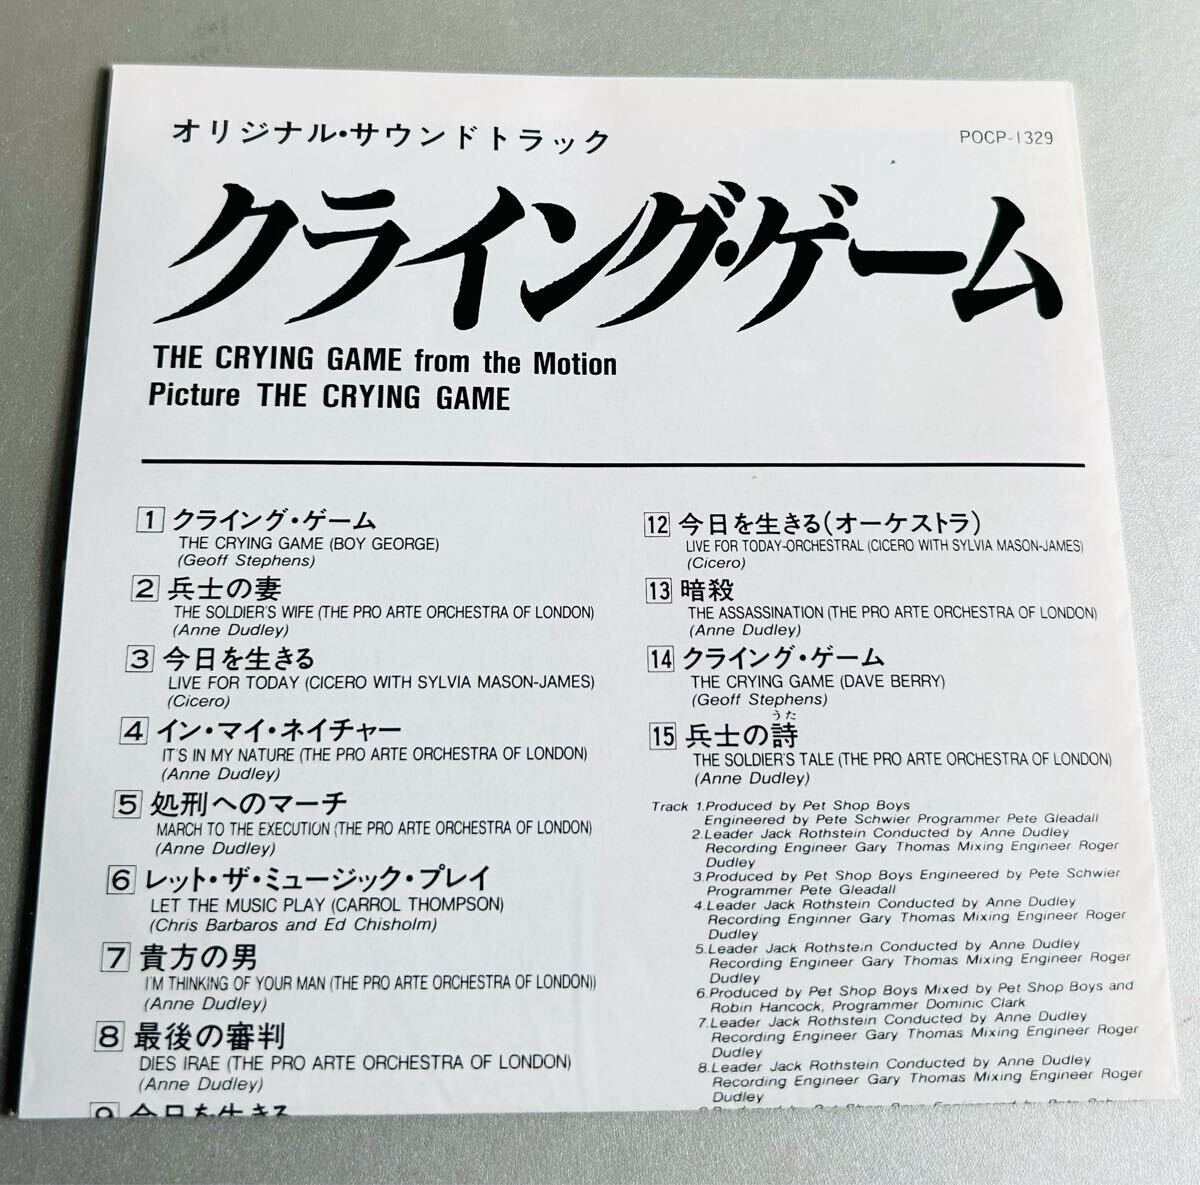 オリジナル・サウンドトラック
POCP-1329
クライング・ゲーム
THE CRYING GAME from the Motion
Picture THE CRYING GAME
1 クライング・ゲーム
THE CRYING GAME (BOY GEORGE)
(Geoff Stephens)
2 兵士の妻
THE SOLDIER'S WIFE (THE PRO ARTE ORCHESTRA OF LONDON)
(Anne Dudley)
3 今日を生きる
LIVE FOR TODAY (CICERO WITH SYLVIA MASON-JAMES)
(Cicero)
4 イン・マイ・ネイチャー
IT'S IN MY NATURE (THE PRO ARTE ORCHESTRA OF LONDON)
(Anne Dudley)
5 処刑へのマーチ
MARCH TO THE EXECUTION (THE PRO ARTE ORCHESTRA OF LONDON)
(Anne Dudley)
6 レット・ザ・ミュージック・プレイ
LET THE MUSIC PLAY (CARROL THOMPSON)
(Chris Barbaros and Ed Chisholm)
7 貴方の男
I'M THINKING OF YOUR MAN (THE PRO ARTE ORCHESTRA OF LONDON))
(Anne Dudley)
8 最後の審判
DIES IRAE (THE PRO ARTE ORCHESTRA OF LONDON)
(Anne Dudley)
9 今日を生きる
12 今日を生きる(オーケストラ)
LIVE FOR TODAY-ORCHESTRAL (CICERO WITH SYLVIA MASON-JAMES)
(Cicero)
13 暗殺
THE ASSASSINATION (THE PRO ARTE ORCHESTRA OF LONDON)
(Anne Dudley)
14 クライング・ゲーム
THE CRYING GAME (DAVE BERRY)
(Geoff Stephens)
うた
15 兵士の詩
THE SOLDIER'S TALE (THE PRO ARTE ORCHESTRA OF LONDON)
(Anne Dudley)
Track 1.Produced by Pet Shop Boys
Engineered by Pete Schwier Programmer Pete Gleadall
2.Leader Jack Rothstein Conducted by Anne Dudley
Recording Engineer Gary Thomas Mixing Engineer Roger
Dudley
3.Produced by Pet Shop Boys Engineered by Pete Schwier
Programmer Pete Gleadall
4.Leader Jack Rothstein Conducted by Anne Dudley
Recording Enginner Gary Thomas Mixing Engineer Roger
Dudley
5.Leader Jack Rothstein Conducted by Anne Dudley
Recording Engineer Gary Thomas Mixing Engineer Roger
Dudley
6.Produced by Pet Shop Boys Mixed by Pet Shop Boys and
Robin Hancock, Programmer Dominic Clark
7.Leader Jack Rothstein Conducted by Anne Dudley
Recording Engineer Gary Thomas Mixing Engineer Roger
Dudley
8.Leader Jack Rothstein Conducted by Anne Dudley
Recording Engineer Gary Thomas Mixing Engineer Roger
Dudley